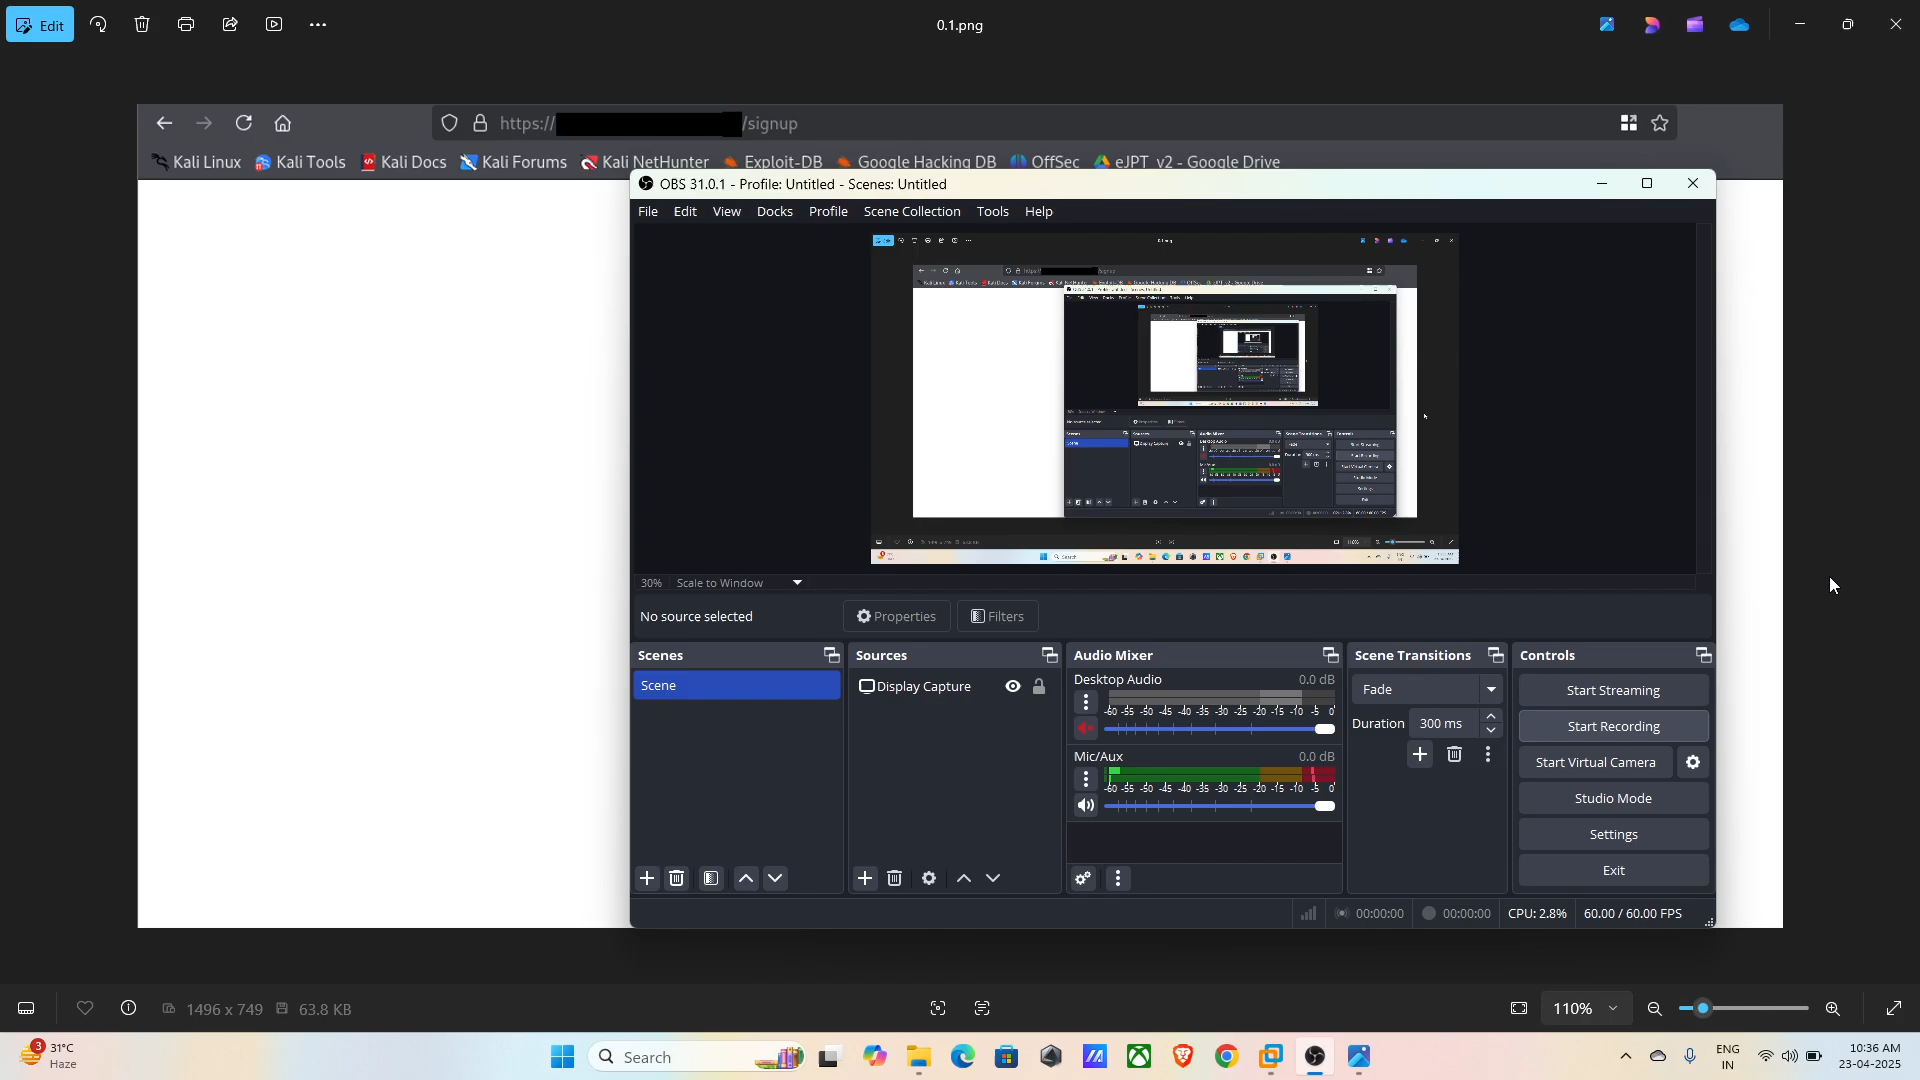 Edit
0.1.png
https://
/signup
Kali Linux Kali Tools Kali Docs Kali Forums Kali NetHunter Exploit-DB Google Hacking DB OffSec eJPT v2 - Google Drive
OBS 31.0.1 - Profile: Untitled - Scenes: Untitled
File Edit View Docks Profile Scene Collection Tools Help
30% Scale to Window
No source selected Properties Filters
Scenes Sources Audio Mixer Scene Transitions Controls
Scene
Display Capture
Desktop Audio 0.0 dB
-60 -55 -50 -45 -40 -35 -30 -25 -20 -15 -10 -5 0
Mic/Aux 0.0 dB
-60 -55 -50 -45 -40 -35 -30 -25 -20 -15 -10 -5 0
Fade
Duration 300 ms
Start Streaming
Start Recording
Start Virtual Camera
Studio Mode
Settings
Exit
00:00:00 00:00:00 CPU: 2.8% 60.00 / 60.00 FPS
1496 x 749 63.8 KB 110%
3
31°C
Haze
Search
ENG
IN
10:36 AM
23-04-2025